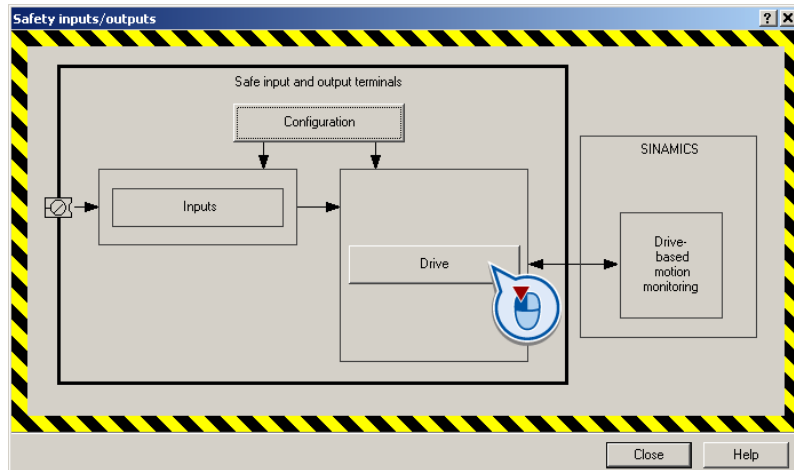 Safety inputs/outputs
Safe input and output terminals
Configuration
SINAMICS
Inputs
Drive
Drive-
based
motion
monitoring
Close
Help